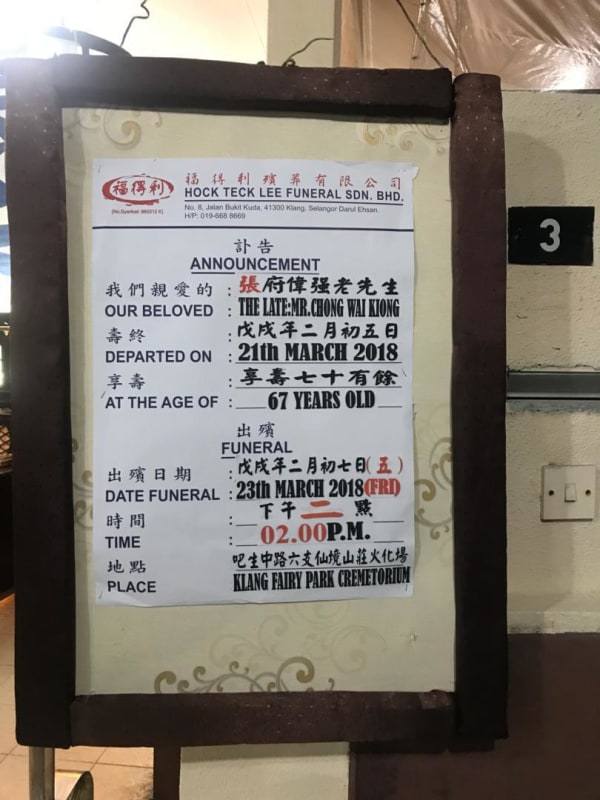 福得利
福得利殯葬有限公司
HOCK TECK LEE FUNERAL SDN. BHD.
No. 8, Jalan Bukit Kuda, 41300 Klang, Selangor Darul Ehsan.
H/P: 019-668 8669
訃告
ANNOUNCEMENT
我們親愛的 : 張府偉强老先生
OUR BELOVED : THE LATE:MR.CHONG WAI KIONG
壽終 戊戌年二月初五日
DEPARTED ON : 21th MARCH 2018
享壽 : 享壽七十有餘
AT THE AGE OF : 67 YEARS OLD
出殯
FUNERAL
出殯日期 : 戊戌年二月初七日(五)
DATE FUNERAL : 23th MARCH 2018(FRI)
時間 : 下午二點
TIME : 02.00P.M.
地點 吧生中路六支仙境山莊火化場
PLACE KLANG FAIRY PARK CREMETORIUM
3